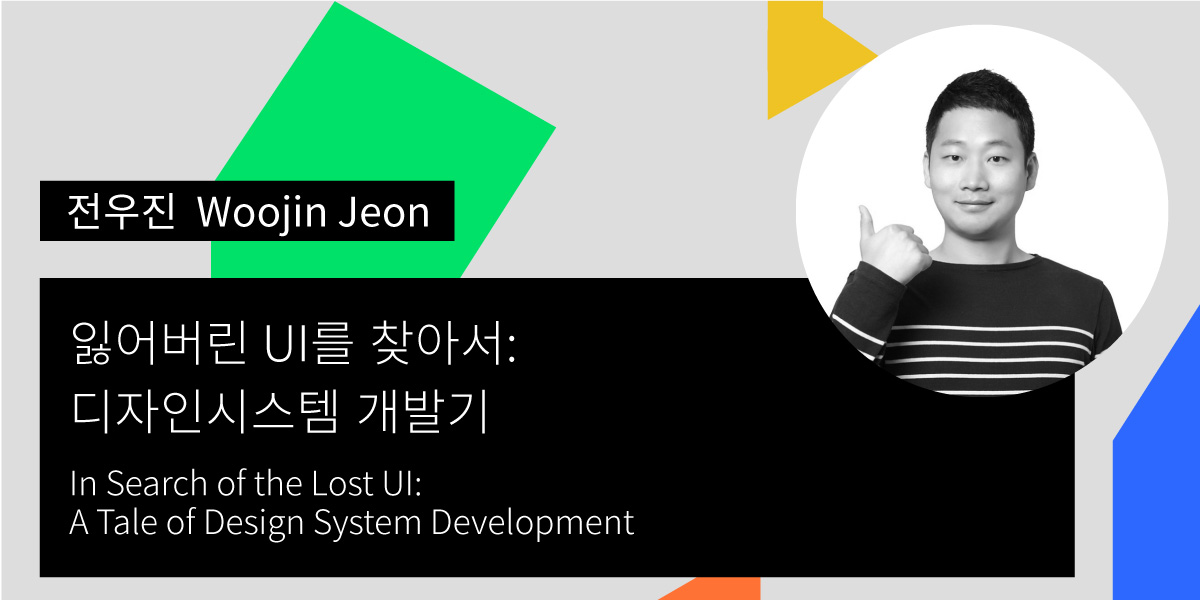 전우진 Woojin Jeon
잃어버린 UI를 찾아서:
디자인시스템 개발기
In Search of the Lost UI:
A Tale of Design System Development